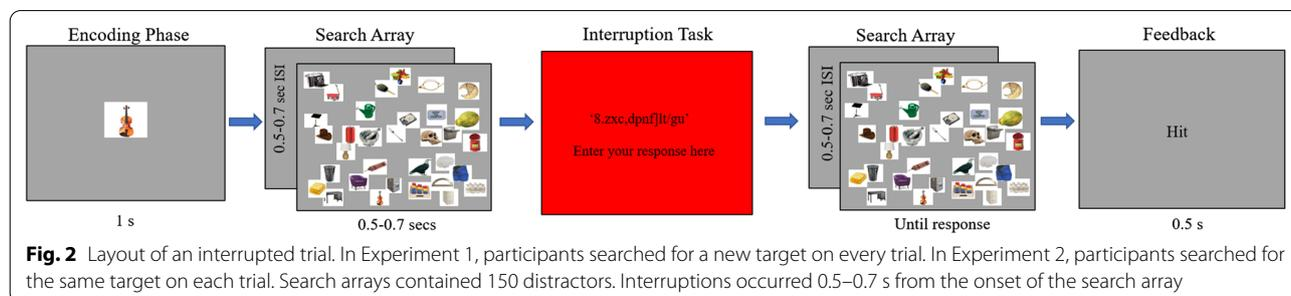 Encoding Phase
Search Array
Interruption Task
Search Array
Feedback
0.5-0.7 sec ISI
'8.zxc,dpnf]lt/gu'
Enter your response here
0.5-0.7 sec ISI
Hit
1 s
0.5-0.7 secs
Until response
0.5 s
Fig. 2 Layout of an interrupted trial. In Experiment 1, participants searched for a new target on every trial. In Experiment 2, participants searched for
the same target on each trial. Search arrays contained 150 distractors. Interruptions occurred 0.5–0.7 s from the onset of the search array